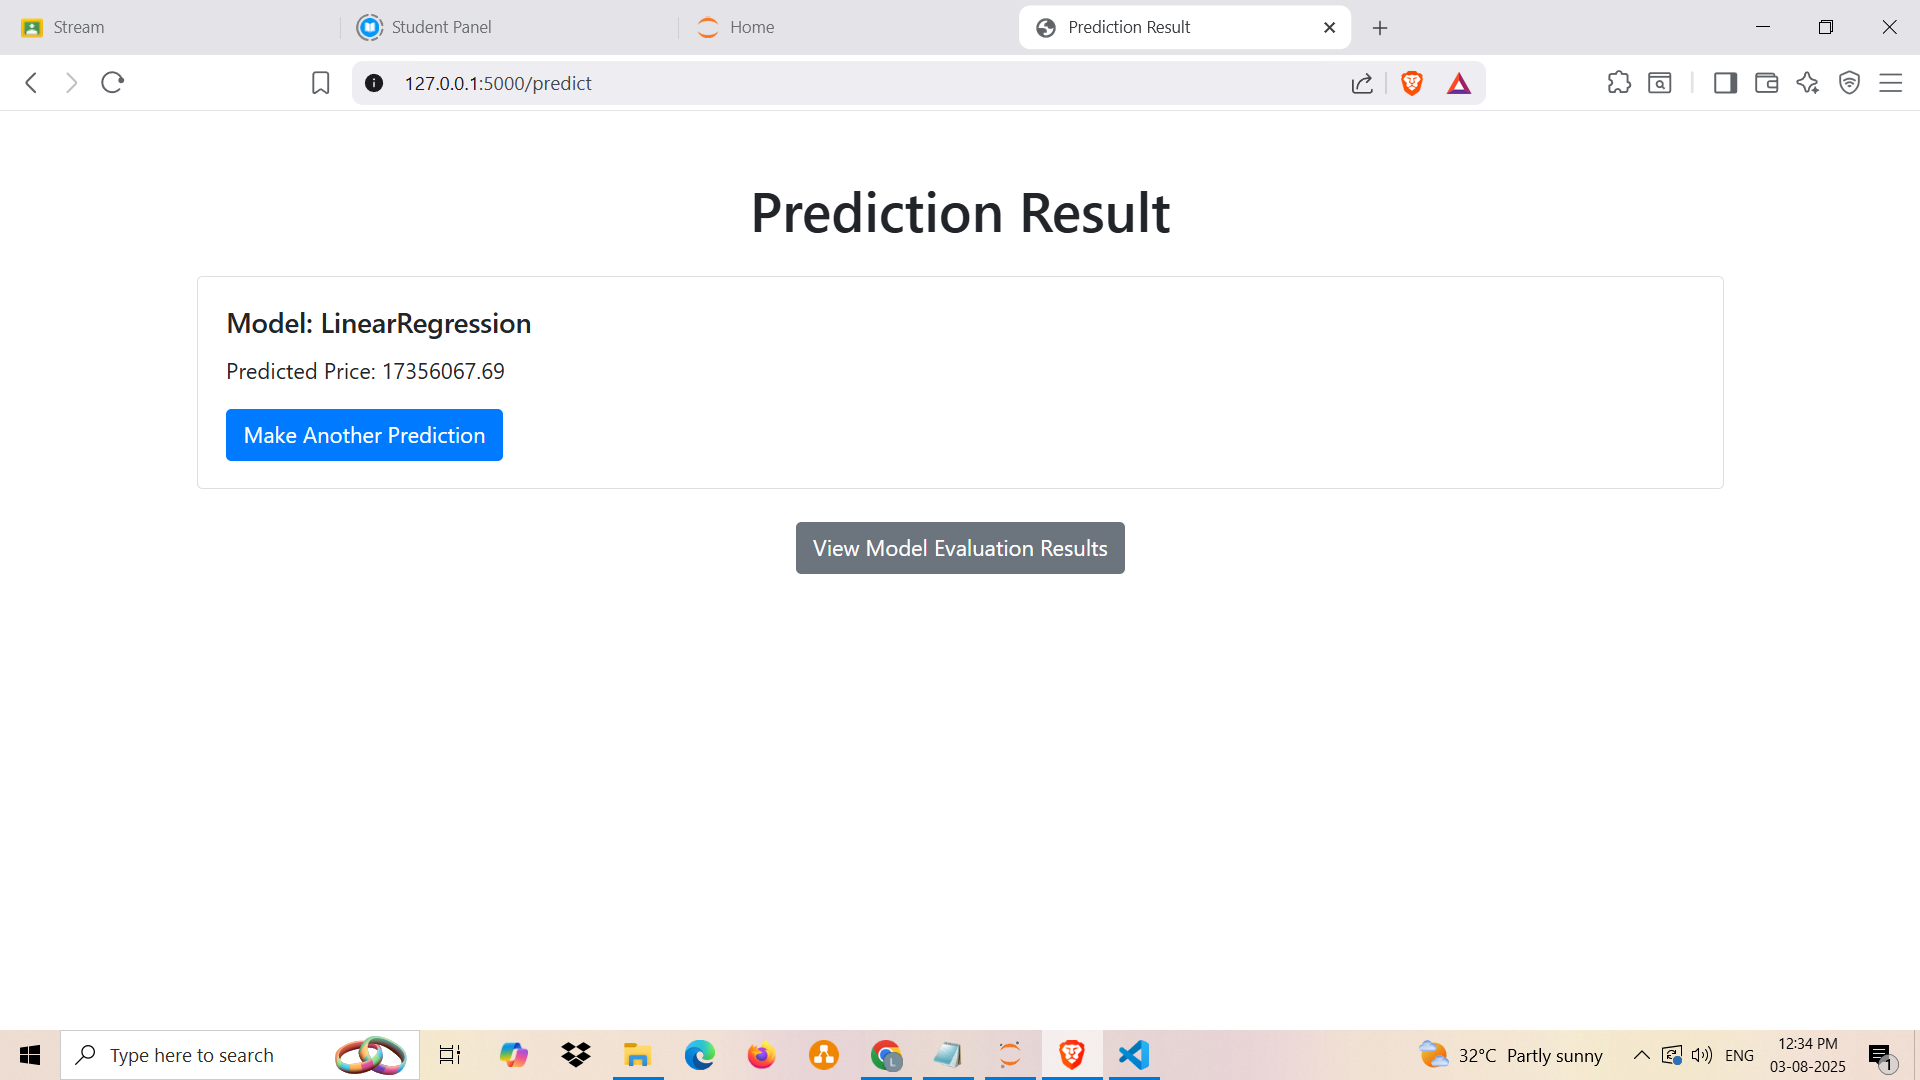 Stream
Student Panel
Home
Prediction Result
127.0.0.1:5000/predict
Prediction Result
Model: LinearRegression
Predicted Price: 17356067.69
Make Another Prediction
View Model Evaluation Results
Type here to search
L
32°C Partly sunny
ENG
12:34 PM
03-08-2025
1